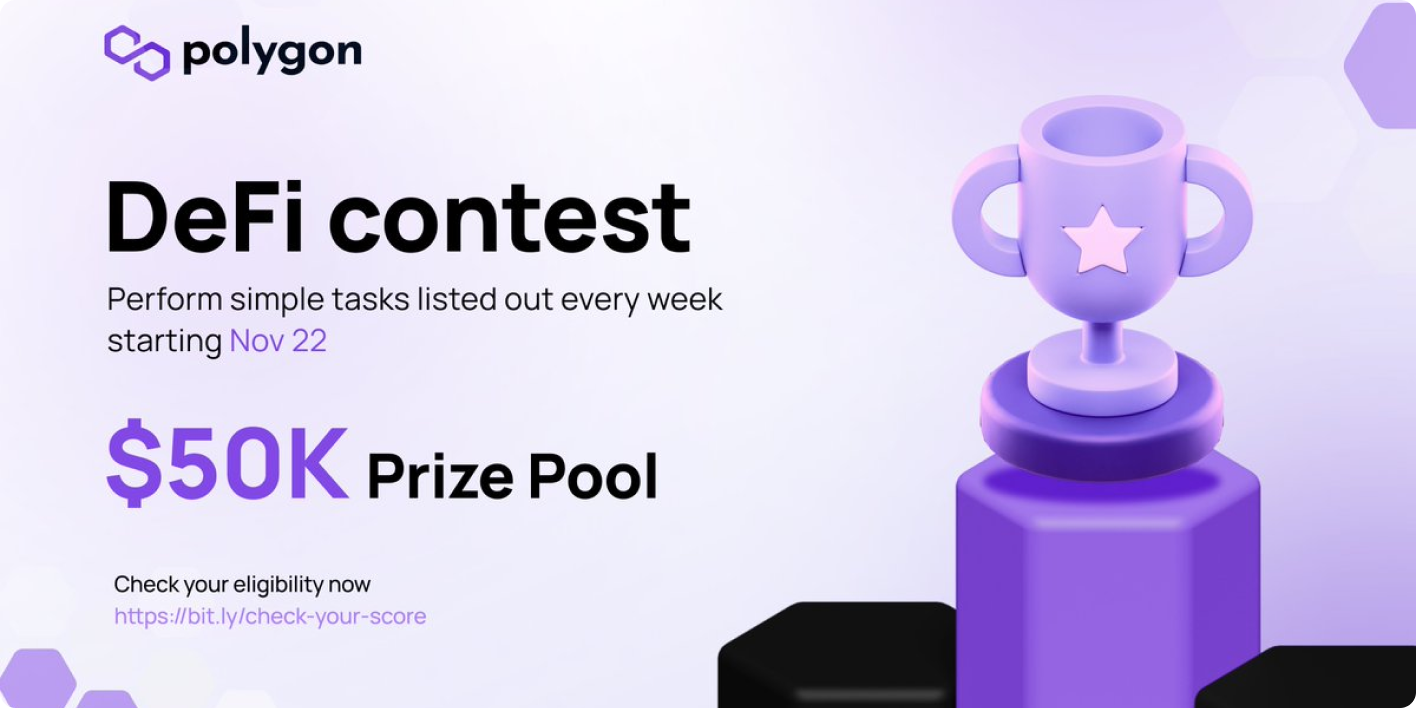 polygon
DeFi contest
Perform simple tasks listed out every week
starting Nov 22
$50K Prize Pool
Check your eligibility now
https://bit.ly/check-your-score